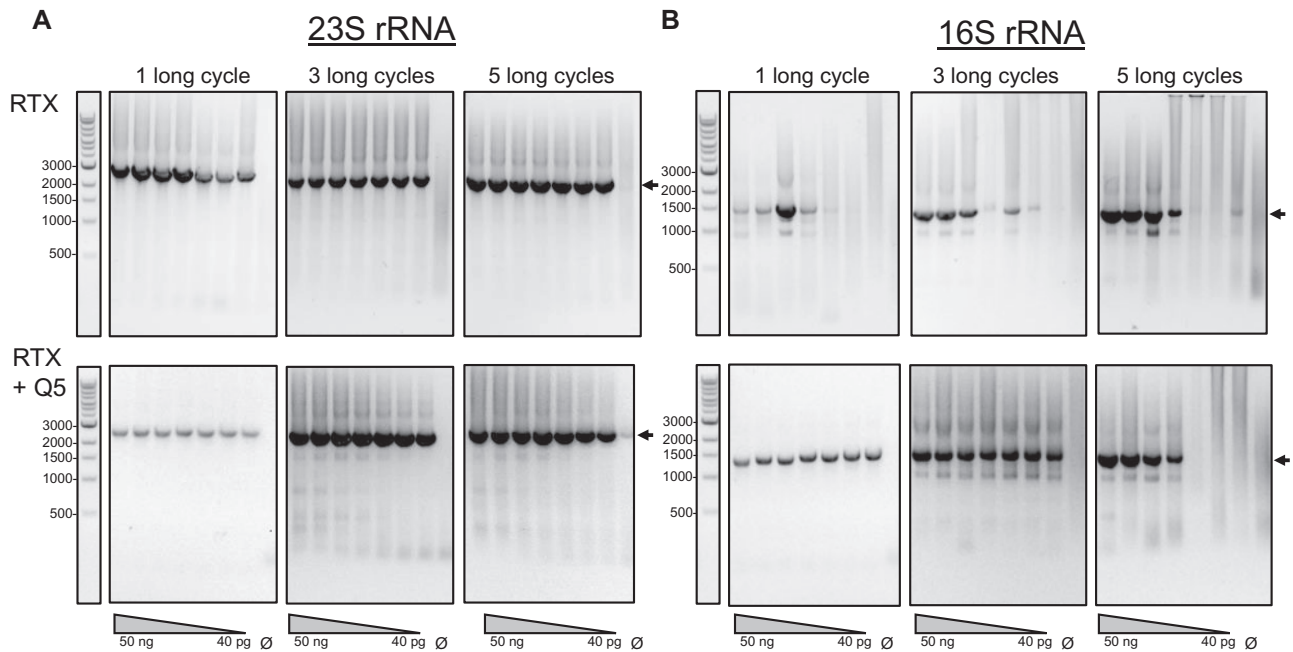 A
23S rRNA
B
16S rRNA
1 long cycle
3 long cycles
5 long cycles
1 long cycle
3 long cycles
5 long cycles
RTX
3000-
2000-
1500-
1000-
500-
3000-
2000-
1500-
1000-
500-
RTX
+ Q5
3000-
2000-
1500-
1000-
500-
3000-
2000-
1500-
1000-
500-
50 ng 40 pg Ø
50 ng 40 pg Ø
50 ng 40 pg Ø
50 ng 40 pg Ø
50 ng 40 pg Ø
50 ng 40 pg Ø